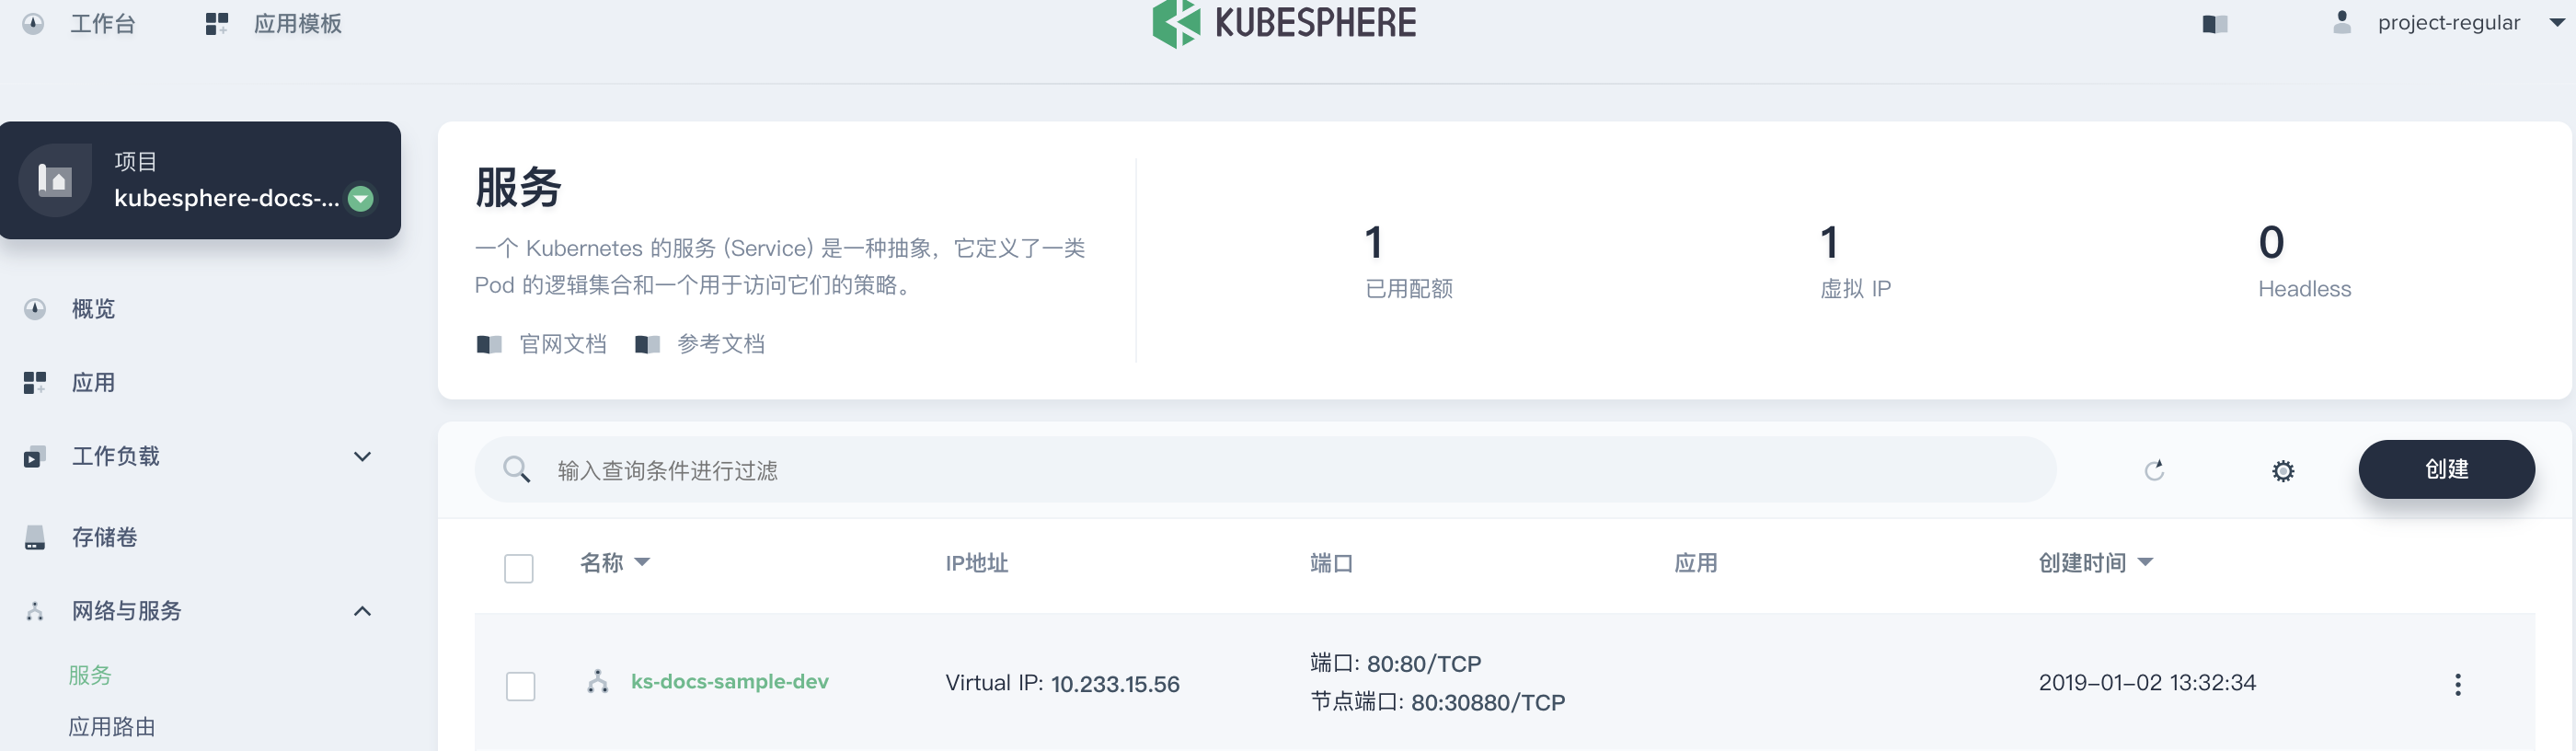 工作台
应用模板
KUBESPHERE
project-regular
项目
kubesphere-docs-...
概览
应用
工作负载
存储卷
网络与服务
服务
应用路由
服务
一个 Kubernetes 的服务 (Service) 是一种抽象，它定义了一类
Pod 的逻辑集合和一个用于访问它们的策略。
官网文档
参考文档
1
已用配额
1
虚拟 IP
0
Headless
输入查询条件进行过滤
创建
名称
IP地址
端口
应用
创建时间
ks-docs-sample-dev
Virtual IP: 10.233.15.56
端口: 80:80/TCP
节点端口: 80:30880/TCP
2019-01-02 13:32:34